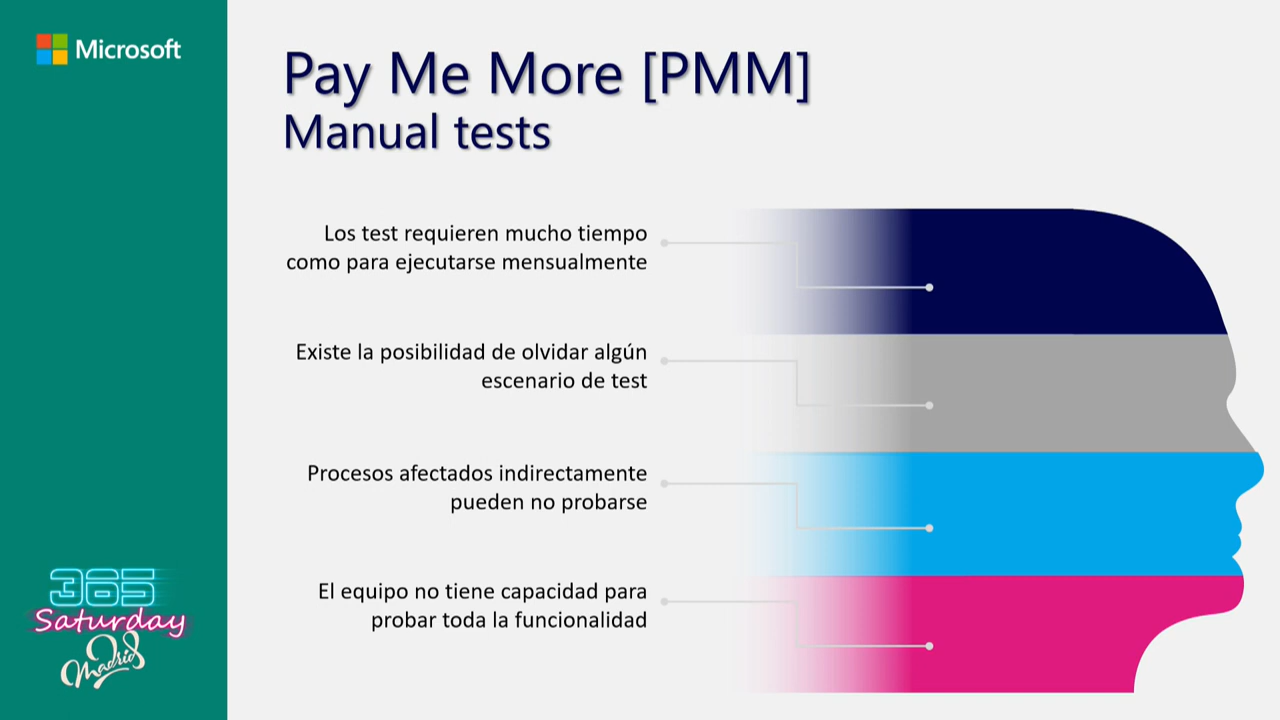 Microsoft
Pay Me More [PMM]
Manual tests
Los test requieren mucho tiempo
como para ejecutarse mensualmente
Existe la posibilidad de olvidar algún
escenario de test
Procesos afectados indirectamente
pueden no probarse
El equipo no tiene capacidad para
probar toda la funcionalidad
365
Saturday
Madrid